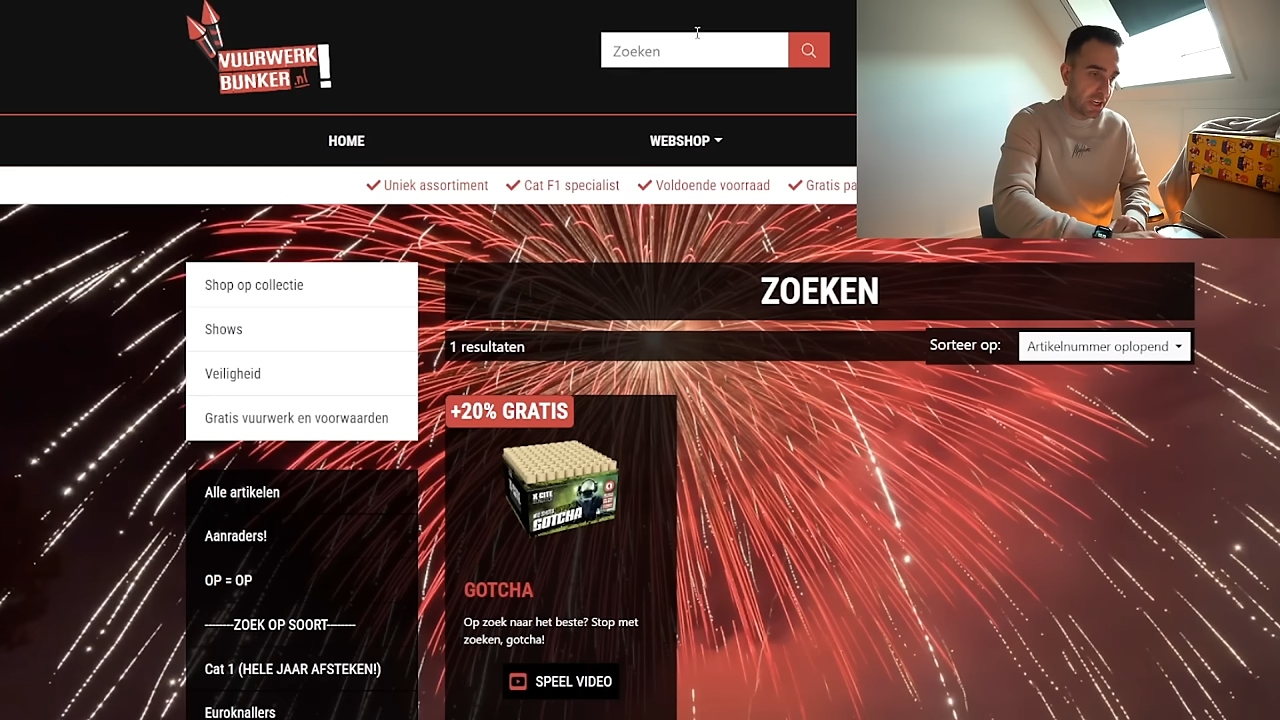 VUURWERK
BUNKER.nl
Zoeken
HOME
WEBSHOP
Uniek assortiment
Cat F1 specialist
Voldoende voorraad
Gratis pa
Shop op collectie
Shows
Veiligheid
Gratis vuurwerk en voorwaarden
ZOEKEN
1 resultaten
Sorteer op:
Artikelnummer oplopend
+20% GRATIS
X CITE
GOTCHA
GOTCHA
Op zoek naar het beste? Stop met
zoeken, gotcha!
SPEEL VIDEO
Alle artikelen
Aanraders!
OP = OP
--------ZOEK OP SOORT--------
Cat 1 (HELE JAAR AFSTEKEN!)
Euroknallers